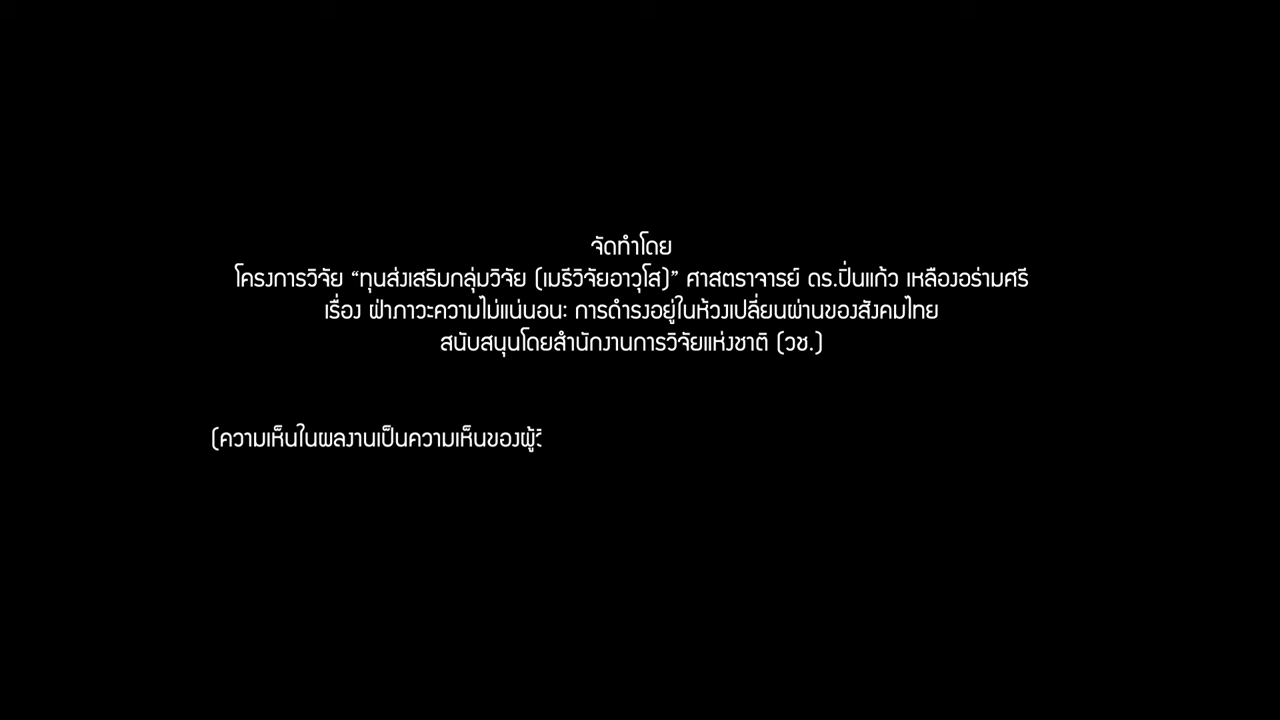 จัดทำโดย
โครงการวิจัย “ทุนส่งเสริมกลุ่มวิจัย (เมธีวิจัยอาวุโส)” ศาสตราจารย์ ดร.ปิ่นแก้ว เหลืองอร่ามศรี
เรื่อง ฝ่าภาวะความไม่แน่นอน: การดำรงอยู่ในห้วงเปลี่ยนผ่านของสังคมไทย
สนับสนุนโดยสำนักงานการวิจัยแห่งชาติ (วช.)
(ความเห็นในผลงานเป็นความเห็นของผู้